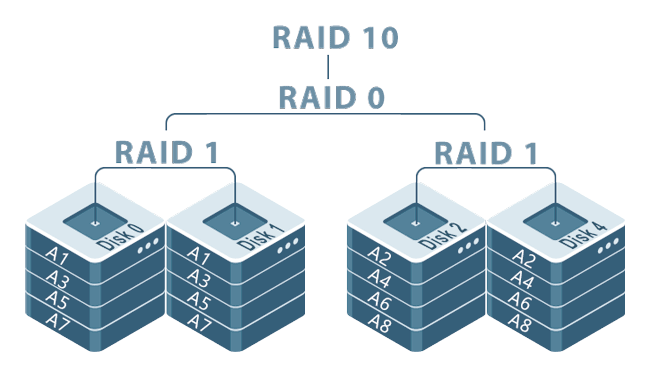 RAID 10
RAID 0
RAID 1
RAID 1
Disk 0
A1
A3
A5
A7
Disk 1
A1
A3
A5
A7
Disk 2
A2
A4
A6
A8
Disk 4
A2
A4
A6
A8